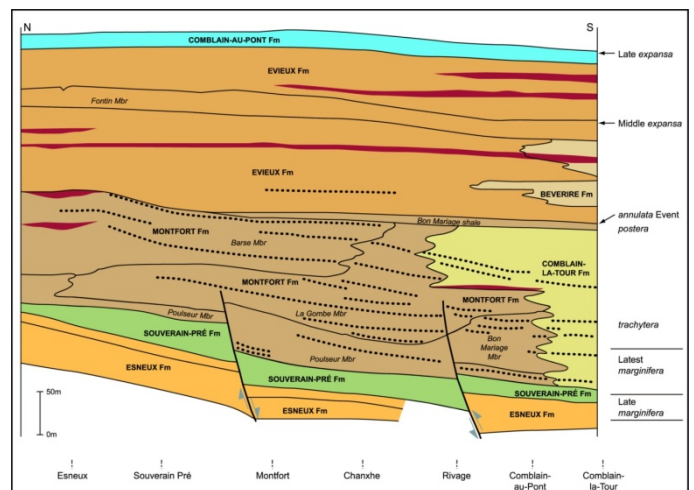 N
S
COMBLAIN-AU-PONT Fm
Late expansa
EVIEUX Fm
Fontin Mbr
Middle expansa
EVIEUX Fm
BEVERIRE Fm
Bon Mariage shale
annulata Event
postera
MONTFORT Fm
Barse Mbr
COMBLAIN-
LA-TOUR Fm
MONTFORT Fm
MONTFORT Fm
Poulseur Mbr
La Gombe Mbr
trachytera
SOUVERAIN-PRÉ Fm
Bon
Mariage
Mbr
Poulseur Mbr
Latest
marginifera
ESNEUX Fm
SOUVERAIN-PRÉ Fm
SOUVERAIN-PRÉ Fm
50m
0m
ESNEUX Fm
ESNEUX Fm
Late
marginifera
Esneux
Souverain Pré
Montfort
Chanxhe
Rivage
Comblain-
au-Pont
Comblain-
la-Tour